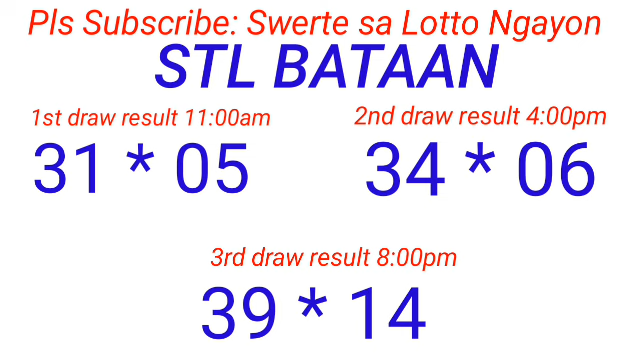 Pls Subscribe: Swerte sa Lotto Ngayon
STL BATAAN
1st draw result 11:00am
31 * 05
2nd draw result 4:00pm
34 * 06
3rd draw result 8:00pm
39 * 14